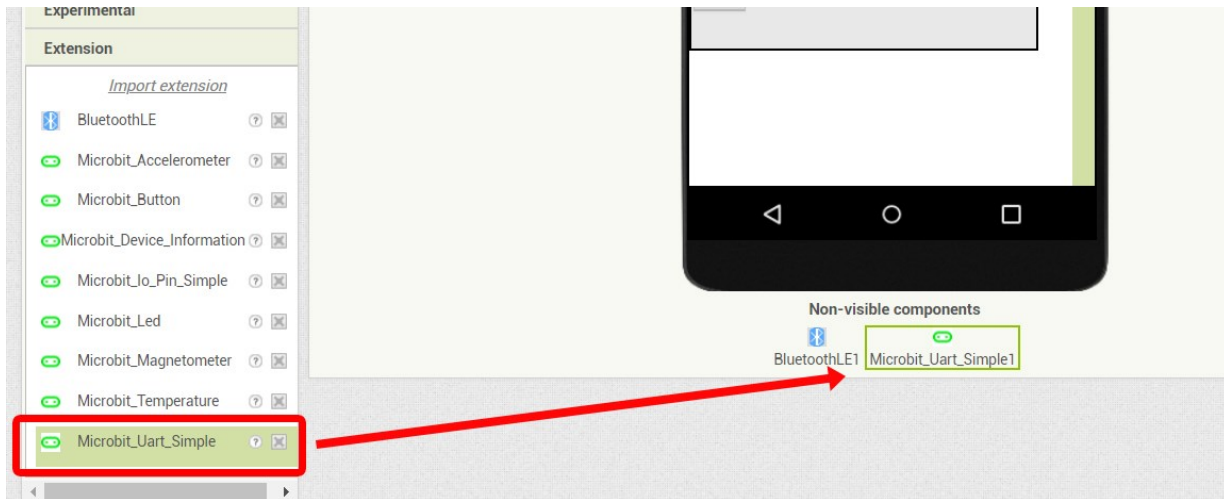 Experimental
Extension
Import extension
BluetoothLE
Microbit_Accelerometer
Microbit_Button
Microbit_Device_Information
Microbit_Io_Pin_Simple
Microbit_Led
Microbit_Magnetometer
Microbit_Temperature
Microbit_Uart_Simple
Non-visible components
BluetoothLE1 Microbit_Uart_Simple1